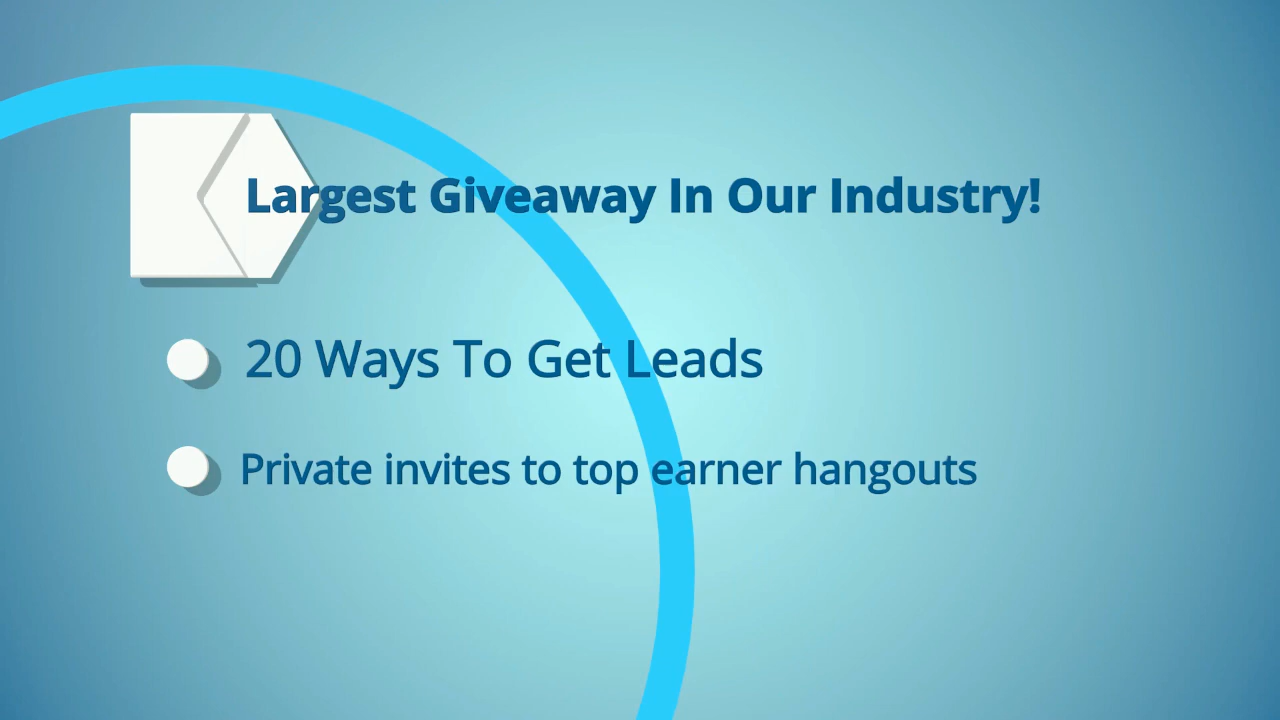 Largest Giveaway In Our Industry!
20 Ways To Get Leads
Private invites to top earner hangouts